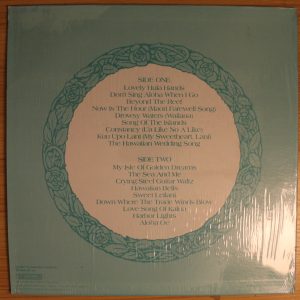 SIDE ONE
Lovely Hula Hands
Don't Sing Aloha When I Go
Beyond The Reef
Now Is The Hour (Maori Farewell Song)
Drowsy Waters (Wailana)
Song Of The Islands
Constancy (Ua Like No A Like)
Kuu Upo Lani (My Sweetheart, Lani)
The Hawaiian Wedding Song
SIDE TWO
My Isle Of Golden Dreams
The Sea And Me
Crying Steel Guitar Waltz
Hawaiian Bells
Sweet Leilani
Down Where The Trade Winds Blow
Love Song Of Kalua
Harbor Lights
Aloha Oe